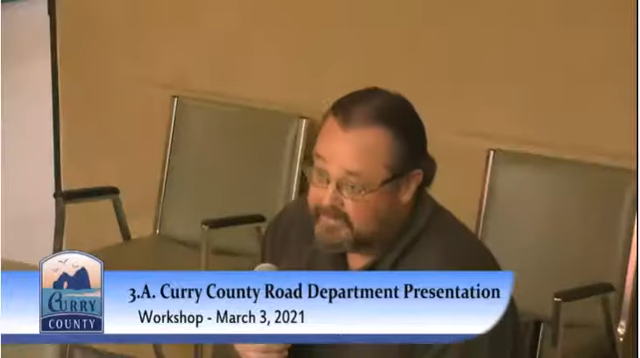 3.A. Curry County Road Department Presentation
Workshop - March 3, 2021
CURRY
COUNTY